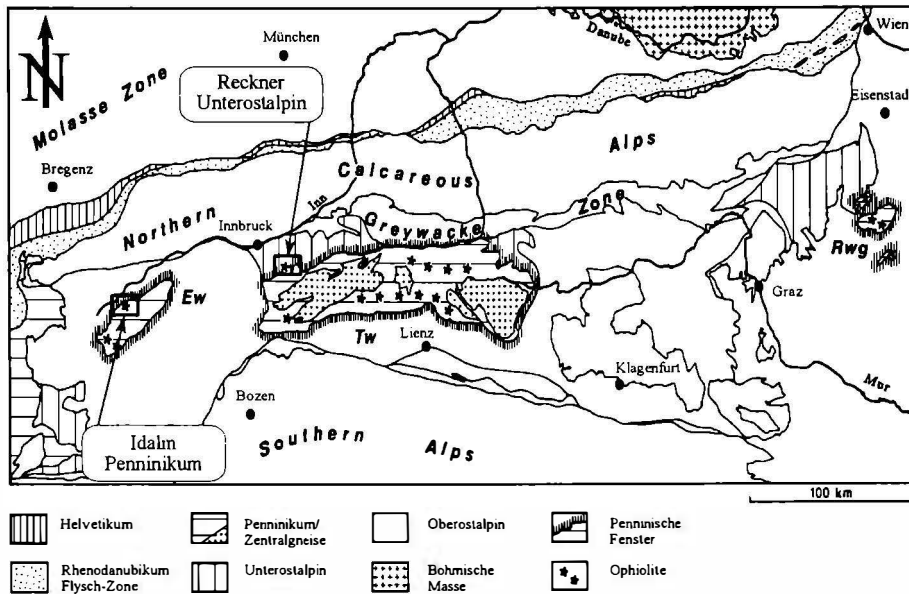 N
München
Danube
Wien
Reckner
Unterostalpin
Molasse Zone
Eisenstad
Bregenz
Alps
Calcareous
Inn
Northern
Innbruck
Greywacke
Zone
Rwg
Ew
Graz
Tw
Lienz
Klagenfurt
Mur
Bozen
Idalm
Penninikum
Southern
Alps
100 km
Helvetikum
Penninikum/
Zentralgneise
Oberostalpin
Penninische
Fenster
Rhenodanubikum
Flysch-Zone
Unterostalpin
Böhmische
Masse
Ophiolite